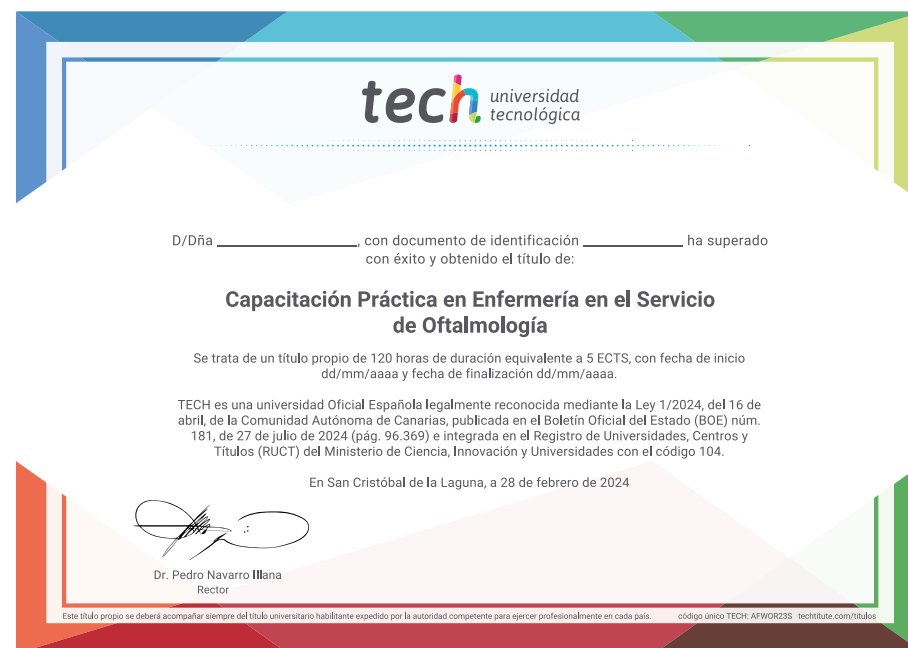 tech universidad
tecnológica
D/Dña ____________________, con documento de identificación ______________ ha superado
con éxito y obtenido el título de:
Capacitación Práctica en Enfermería en el Servicio
de Oftalmología
Se trata de un título propio de 120 horas de duración equivalente a 5 ECTS, con fecha de inicio
dd/mm/aaaa y fecha de finalización dd/mm/aaaa.
TECH es una universidad Oficial Española legalmente reconocida mediante la Ley 1/2024, del 16 de
abril, de la Comunidad Autónoma de Canarias, publicada en el Boletín Oficial del Estado (BOE) núm.
181, de 27 de julio de 2024 (pág. 96.369) e integrada en el Registro de Universidades, Centros y
Títulos (RUCT) del Ministerio de Ciencia, Innovación y Universidades con el código 104.
En San Cristóbal de la Laguna, a 28 de febrero de 2024
Dr. Pedro Navarro Illana
Rector
Este título propio se deberá acompañar siempre del título universitario habilitante expedido por la autoridad competente para ejercer profesionalmente en cada país. código único TECH: AFWOR23S techtitute.com/titulos